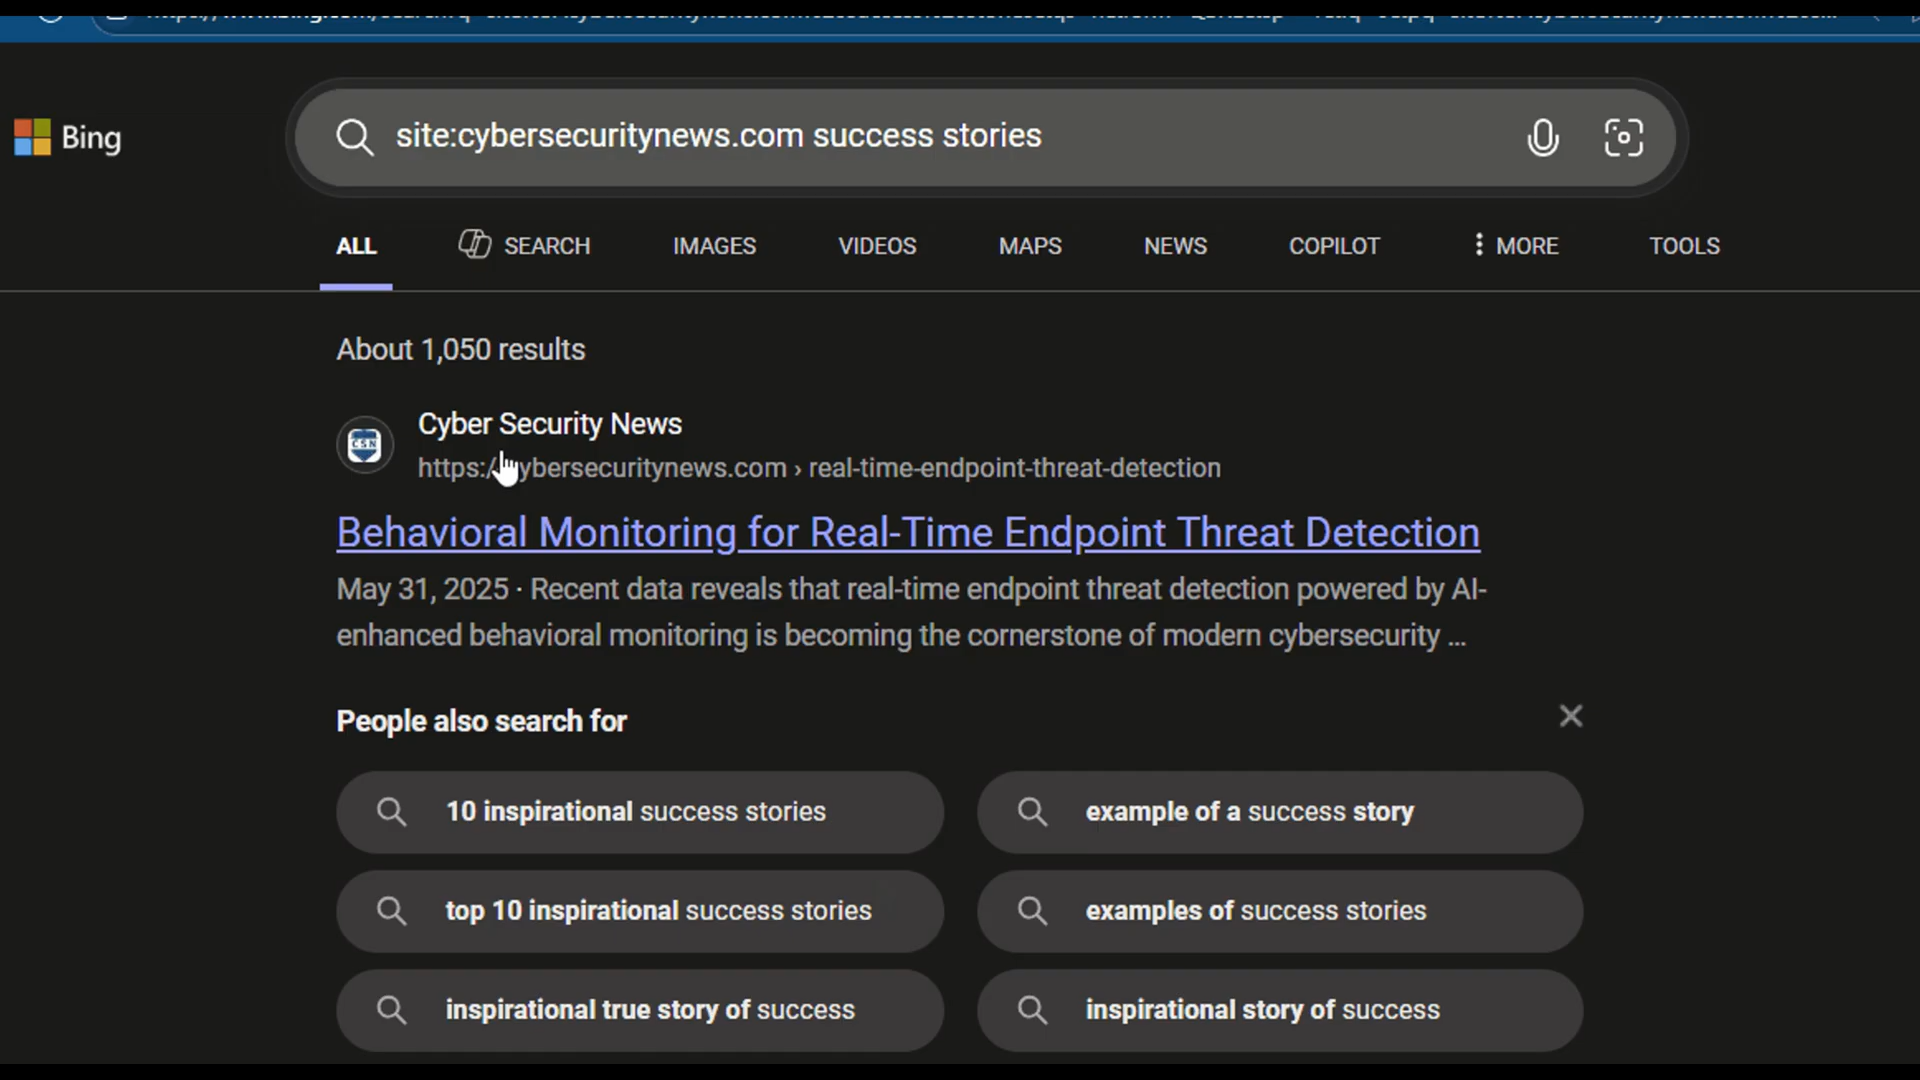 Bing
site:cybersecuritynews.com success stories
ALL SEARCH IMAGES VIDEOS MAPS NEWS COPILOT MORE TOOLS
About 1,050 results
CSN
Cyber Security News
https:/ ybersecuritynews.com › real-time-endpoint-threat-detection
Behavioral Monitoring for Real-Time Endpoint Threat Detection
May 31, 2025 · Recent data reveals that real-time endpoint threat detection powered by AI-
enhanced behavioral monitoring is becoming the cornerstone of modern cybersecurity ...
People also search for
10 inspirational success stories
example of a success story
top 10 inspirational success stories
examples of success stories
inspirational true story of success
inspirational story of success